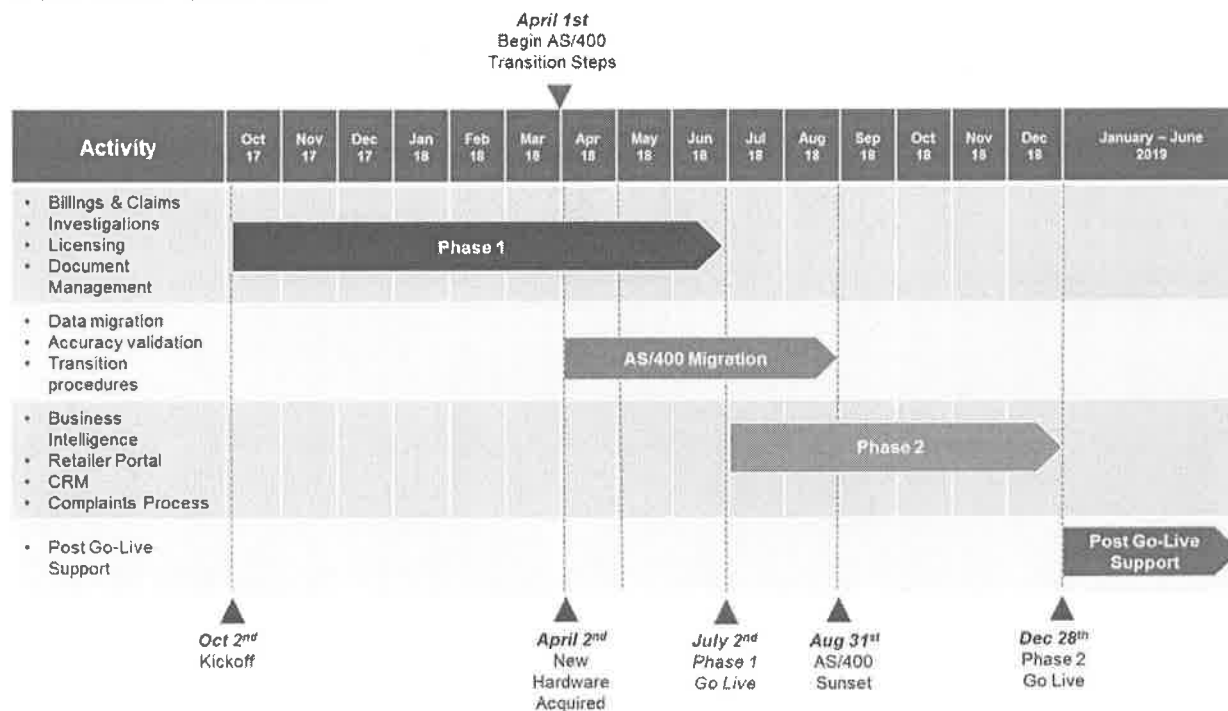 April 1st
Begin AS/400
Transition Steps
Activity
Oct 17
Nov 17
Dec 17
Jan 18
Feb 18
Mar 18
Apr 18
May 18
Jun 18
Jul 18
Aug 18
Sep 18
Oct 18
Nov 18
Dec 18
January – June
2019
• Billings & Claims
• Investigations
• Licensing
• Document
Management
Phase 1
• Data migration
• Accuracy validation
• Transition
procedures
AS/400 Migration
• Business
Intelligence
• Retailer Portal
• CRM
• Complaints Process
Phase 2
• Post Go-Live
Support
Post Go-Live
Support
Oct 2nd
Kickoff
April 2nd
New
Hardware
Acquired
July 2nd
Phase 1
Go Live
Aug 31st
AS/400
Sunset
Dec 28th
Phase 2
Go Live